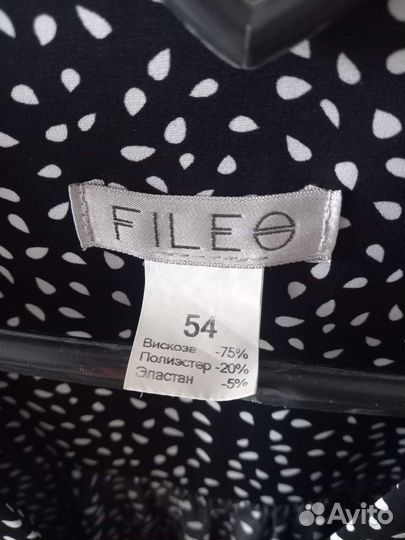 FILEO
54
Вискоза -75%
Полиэстер -20%
Эластан -5%
Avito